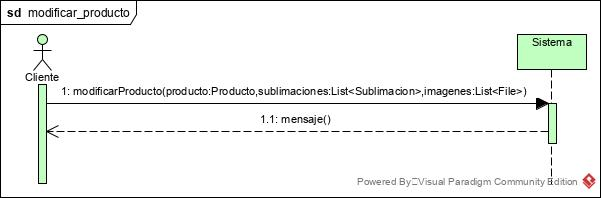 sd modificar_producto
Sistema
Cliente
1: modificarProducto(producto:Producto,sublimaciones:List<Sublimacion>,imagenes:List<File>)
1.1: mensaje()
Powered By Visual Paradigm Community Edition